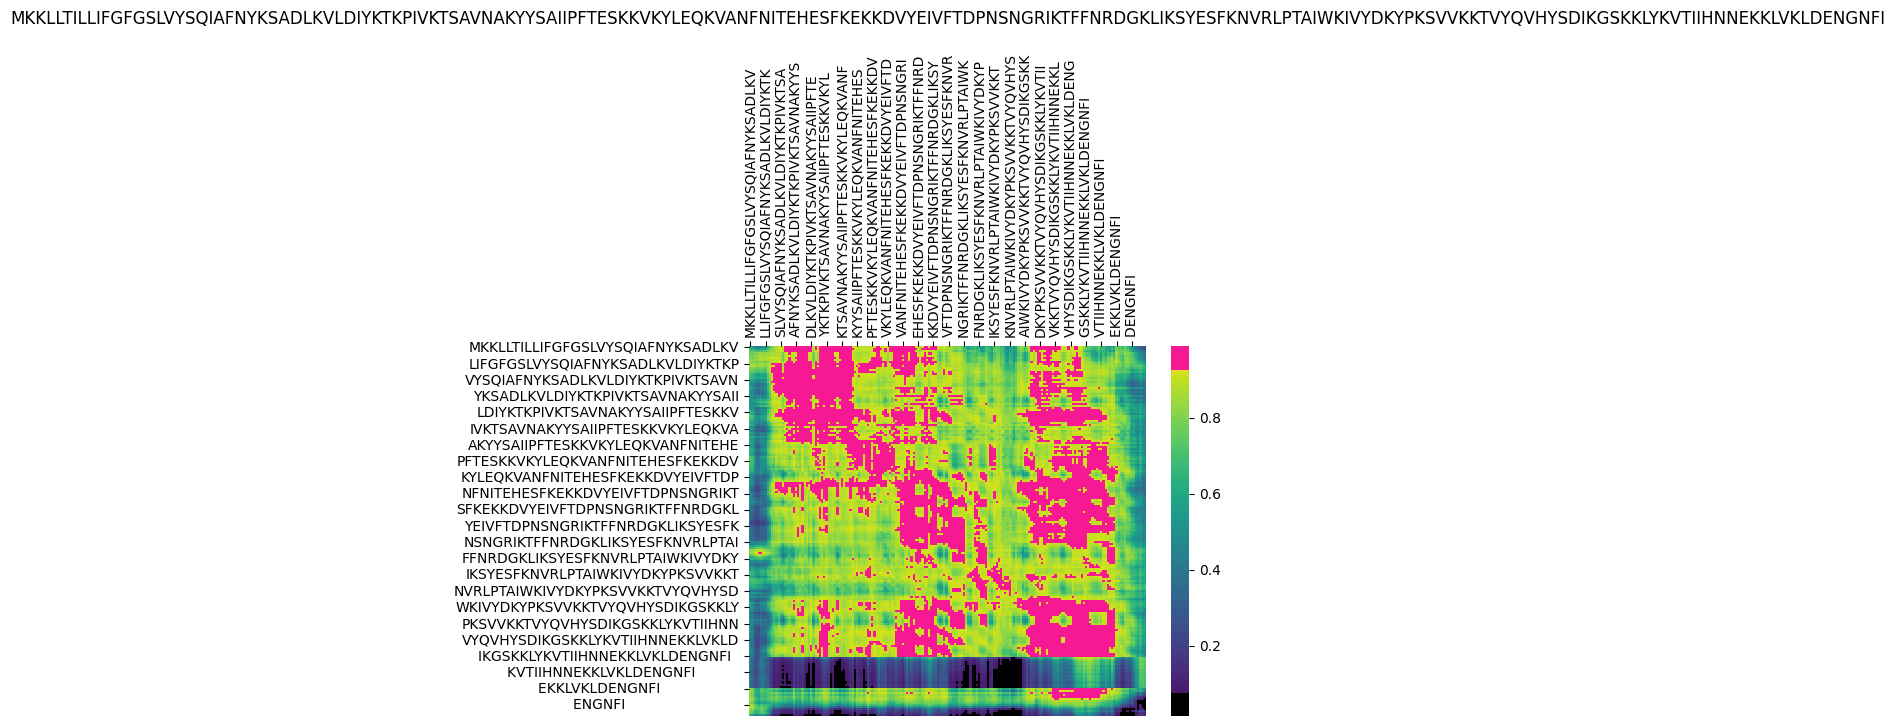 MKKLLTILLIFGFGSLVYSQIAFNYKSADLKVLDIYKTKPIVKTSAVNAKYYSAIIPFTESKKVKYLEQKVANFNITEHESFKEKKDVYEIVFTDPNSNGRIKTFFNRDGKLIKSYESFKNVRLPTAIWKIVYDKYPKSVVKKTVYQVHYSDIKGSKKLYKVTIIHNNEKKLVKLDENGNFI
MKKLLTILLIFGFGSLVYSQIAFNYKSADLKV
LLIFGFGSLVYSQIAFNYKSADLKVLDIYKTK
SLVYSQIAFNYKSADLKVLDIYKTKPIVKTSA
AFNYKSADLKVLDIYKTKPIVKTSAVNAKYYS
DLKVLDIYKTKPIVKTSAVNAKYYSAIIPFTE
YKTKPIVKTSAVNAKYYSAIIPFTESKKVKYL
KTSAVNAKYYSAIIPFTESKKVKYLEQKVANF
KYYSAIIPFTESKKVKYLEQKVANFNITEHES
PFTESKKVKYLEQKVANFNITEHESFKEKKDV
VKYLEQKVANFNITEHESFKEKKDVYEIVFTD
VANFNITEHESFKEKKDVYEIVFTDPNSNGRI
EHESFKEKKDVYEIVFTDPNSNGRIKTFFNRD
KKDVYEIVFTDPNSNGRIKTFFNRDGKLIKSY
VFTDPNSNGRIKTFFNRDGKLIKSYESFKNVR
NGRIKTFFNRDGKLIKSYESFKNVRLPTAIWK
FNRDGKLIKSYESFKNVRLPTAIWKIVYDKYP
IKSYESFKNVRLPTAIWKIVYDKYPKSVVKKT
KNVRLPTAIWKIVYDKYPKSVVKKTVYQVHYS
AIWKIVYDKYPKSVVKKTVYQVHYSDIKGSKK
DKYPKSVVKKTVYQVHYSDIKGSKKLYKVTII
VKKTVYQVHYSDIKGSKKLYKVTIIHNNEKKL
VHYSDIKGSKKLYKVTIIHNNEKKLVKLDENG
GSKKLYKVTIIHNNEKKLVKLDENGNFI
VTIIHNNEKKLVKLDENGNFI
EKKLVKLDENGNFI
DENGNFI
MKKLLTILLIFGFGSLVYSQIAFNYKSADLKV
LIFGFGSLVYSQIAFNYKSADLKVLDIYKTKP
VYSQIAFNYKSADLKVLDIYKTKPIVKTSAVN
YKSADLKVLDIYKTKPIVKTSAVNAKYYSAII
LDIYKTKPIVKTSAVNAKYYSAIIPFTESKKV
IVKTSAVNAKYYSAIIPFTESKKVKYLEQKVA
AKYYSAIIPFTESKKVKYLEQKVANFNITEHE
PFTESKKVKYLEQKVANFNITEHESFKEKKDV
KYLEQKVANFNITEHESFKEKKDVYEIVFTDP
NFNITEHESFKEKKDVYEIVFTDPNSNGRIKT
SFKEKKDVYEIVFTDPNSNGRIKTFFNRDGKL
YEIVFTDPNSNGRIKTFFNRDGKLIKSYESFK
NSNGRIKTFFNRDGKLIKSYESFKNVRLPTAI
FFNRDGKLIKSYESFKNVRLPTAIWKIVYDKY
IKSYESFKNVRLPTAIWKIVYDKYPKSVVKKT
NVRLPTAIWKIVYDKYPKSVVKKTVYQVHYSD
WKIVYDKYPKSVVKKTVYQVHYSDIKGSKKLY
PKSVVKKTVYQVHYSDIKGSKKLYKVTIIHNN
VYQVHYSDIKGSKKLYKVTIIHNNEKKLVKLD
IKGSKKLYKVTIIHNNEKKLVKLDENGNFI
KVTIIHNNEKKLVKLDENGNFI
EKKLVKLDENGNFI
ENGNFI
0.8
0.6
0.4
0.2